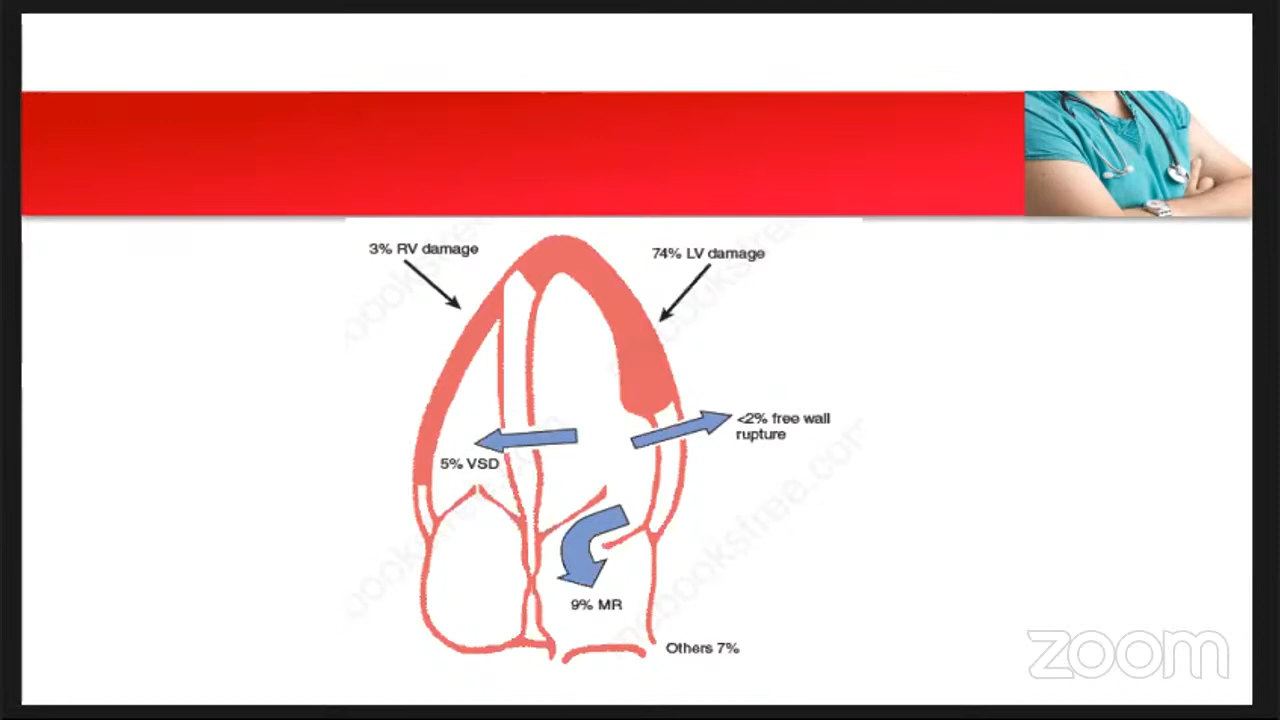 3% RV damage
74% LV damage
<2% free wall
rupture
5% VSD
9% MR
Others 7%
zoom